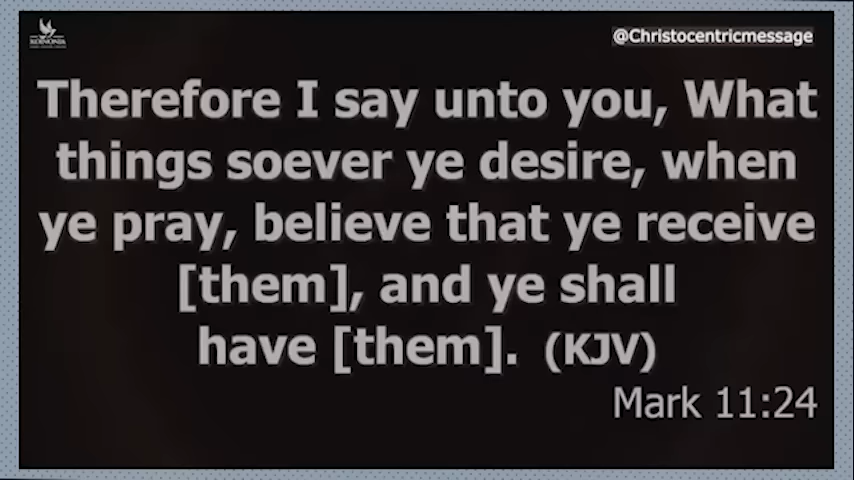 KOINONIA
@Christocentricmessage
Therefore I say unto you, What
things soever ye desire, when
ye pray, believe that ye receive
[them], and ye shall
have [them]. (KJV)
Mark 11:24